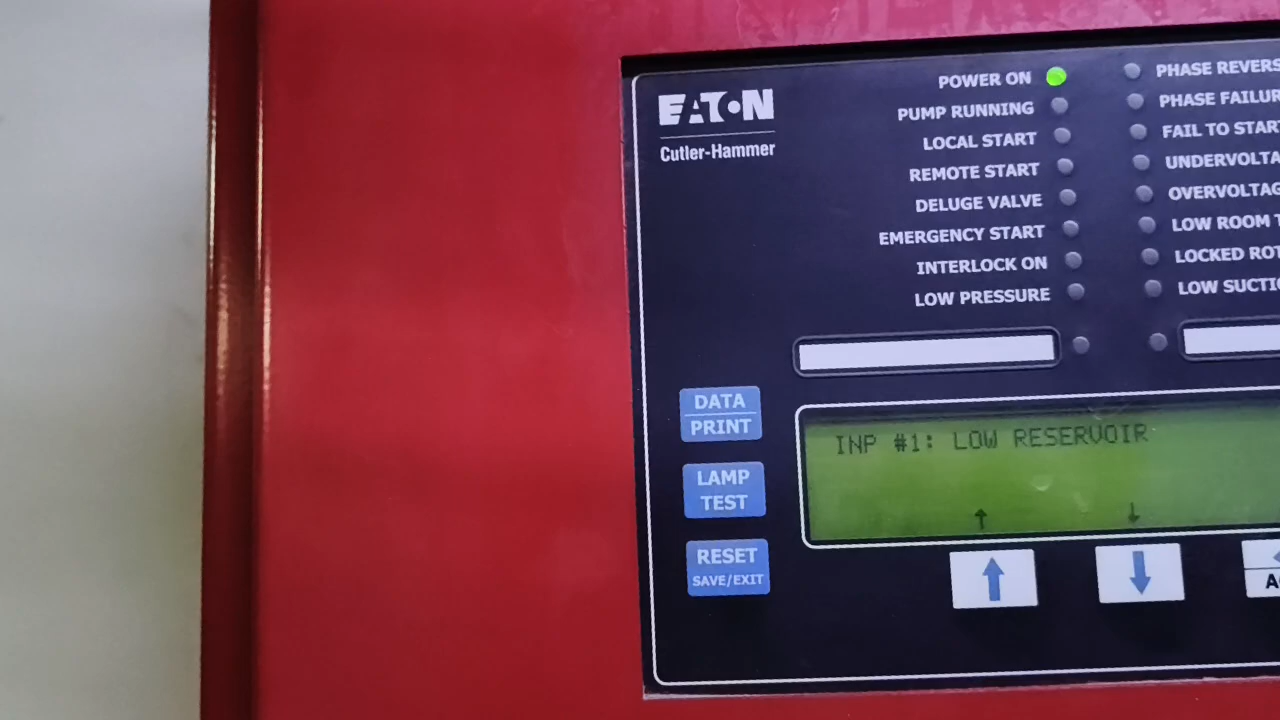 EATON
Cutler-Hammer
POWER ON
PUMP RUNNING
LOCAL START
REMOTE START
DELUGE VALVE
EMERGENCY START
INTERLOCK ON
LOW PRESSURE
PHASE REVERS
PHASE FAILUR
FAIL TO START
UNDERVOLTA
OVERVOLTAG
LOW ROOM T
LOCKED ROT
LOW SUCTIO
DATA
PRINT
LAMP
TEST
RESET
SAVE/EXIT
INP #1: LOW RESERVOIR